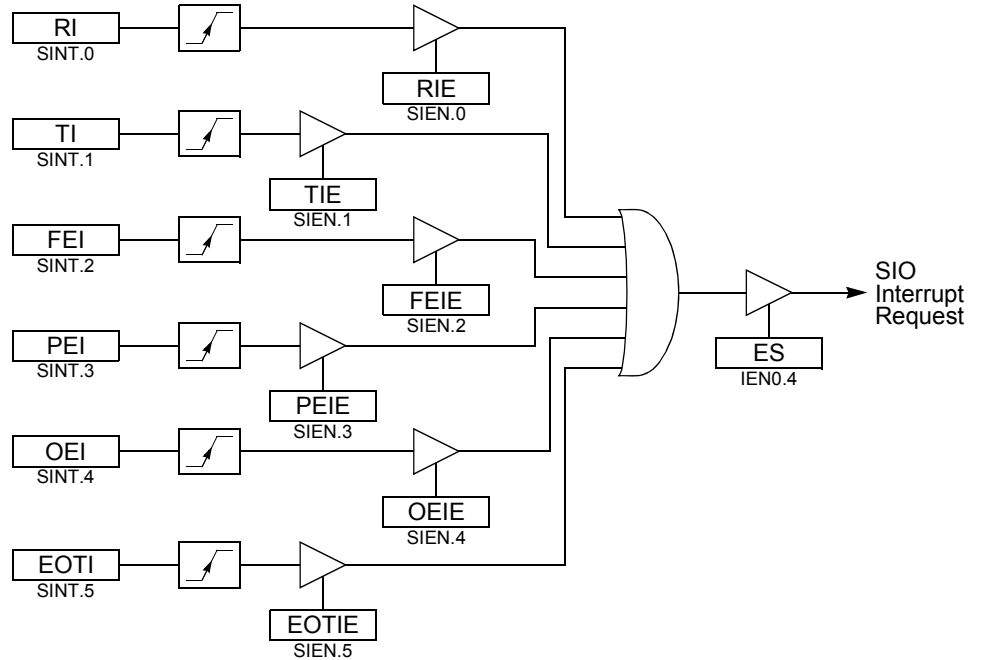 RI
SINT.0
RIE
SIEN.0
TI
SINT.1
TIE
SIEN.1
FEI
SINT.2
FEIE
SIEN.2
PEI
SINT.3
PEIE
SIEN.3
OEI
SINT.4
OEIE
SIEN.4
EOTI
SINT.5
EOTIE
SIEN.5
ES
IEN0.4
SIO
Interrupt
Request